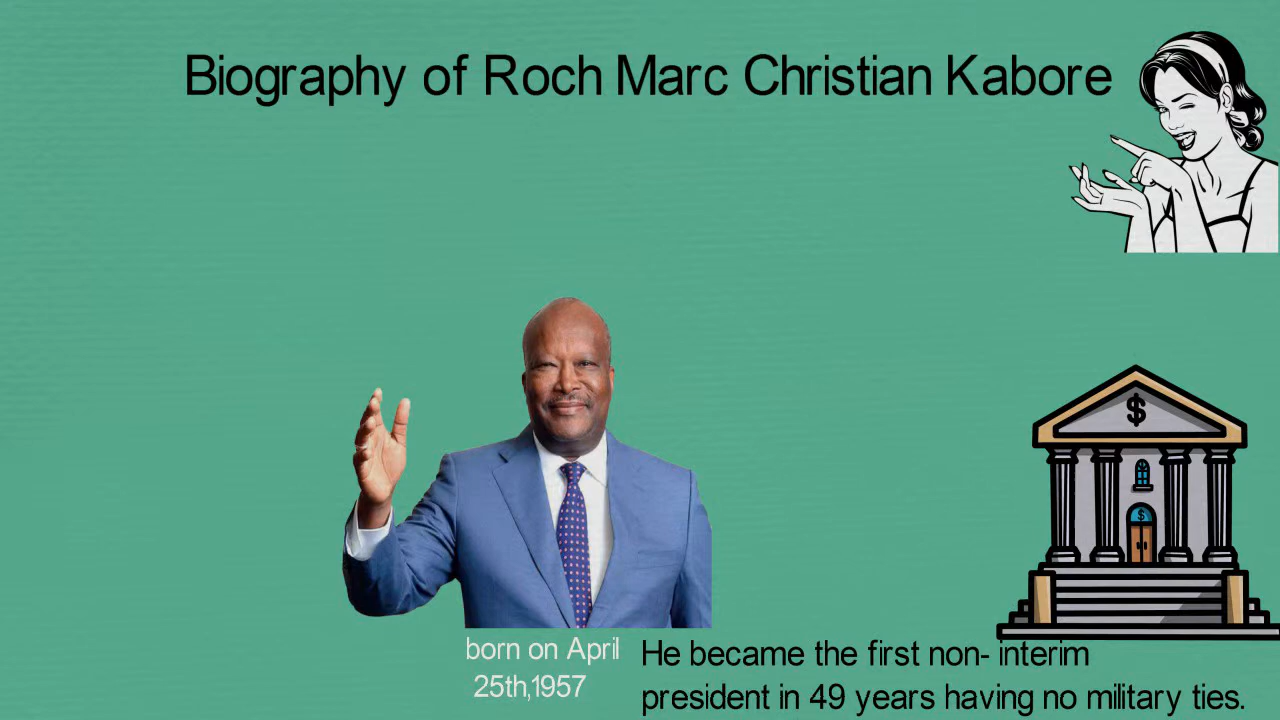 Biography of Roch Marc Christian Kabore
$
$
born on April
25th,1957
He became the first non- interim
president in 49 years having no military ties.